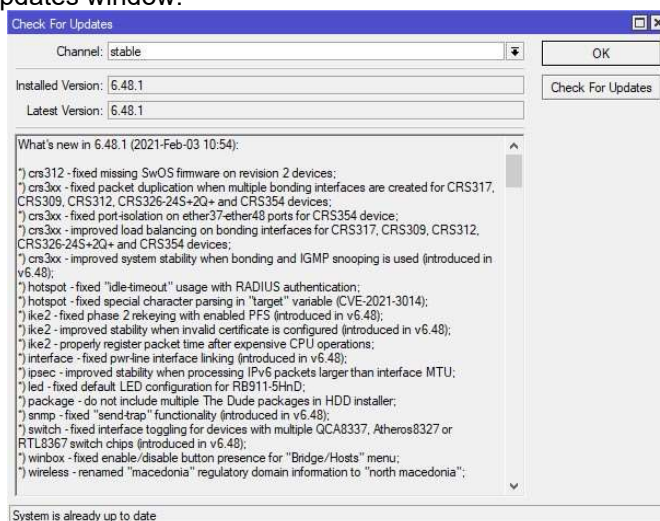 pdates window:
Check For Updates
Channel: stable
OK
Installed Version: 6.48.1
Check For Updates
Latest Version: 6.48.1
What's new in 6.48.1 (2021-Feb-03 10:54):
*) crs312 - fixed missing SwOS firmware on revision 2 devices;
*) crs3xx - fixed packet duplication when multiple bonding interfaces are created for CRS317,
CRS309, CRS312, CRS326-24S+2Q+ and CRS354 devices;
*) crs3xx - fixed port-isolation on ether37-ether48 ports for CRS354 device;
*) crs3xx - improved load balancing on bonding interfaces for CRS317, CRS309, CRS312,
CRS326-24S+2Q+ and CRS354 devices;
*) crs3xx - improved system stability when bonding and IGMP snooping is used (introduced in
v6.48);
*) hotspot - fixed "idle-timeout" usage with RADIUS authentication;
*) hotspot - fixed special character parsing in "target" variable (CVE-2021-3014);
*) ike2 - fixed phase 2 rekeying with enabled PFS (introduced in v6.48);
*) ike2 - improved stability when invalid certificate is configured (introduced in v6.48);
*) ike2 - properly register packet time after expensive CPU operations;
*) interface - fixed pwr-line interface linking (introduced in v6.48);
*) ipsec - improved stability when processing IPv6 packets larger than interface MTU;
*) led - fixed default LED configuration for RB911-5HnD;
*) package - do not include multiple The Dude packages in HDD installer;
*) snmp - fixed "send-trap" functionality (introduced in v6.48);
*) switch - fixed interface toggling for devices with multiple QCA8337, Atheros8327 or
RTL8367 switch chips (introduced in v6.48);
*) winbox - fixed enable/disable button presence for "Bridge/Hosts" menu;
*) wireless - renamed "macedonia" regulatory domain information to "north macedonia";
System is already up to date